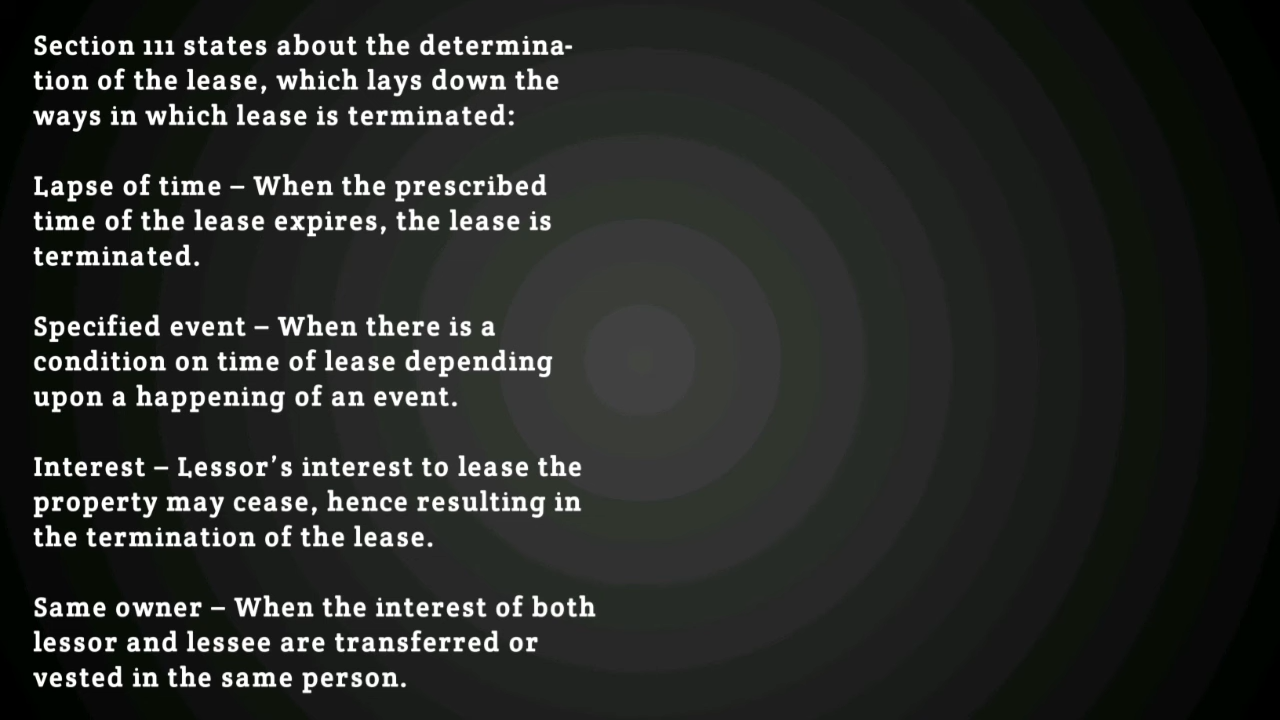 Section 111 states about the determina-
tion of the lease, which lays down the
ways in which lease is terminated:
Lapse of time – When the prescribed
time of the lease expires, the lease is
terminated.
Specified event – When there is a
condition on time of lease depending
upon a happening of an event.
Interest – Lessor’s interest to lease the
property may cease, hence resulting in
the termination of the lease.
Same owner – When the interest of both
lessor and lessee are transferred or
vested in the same person.